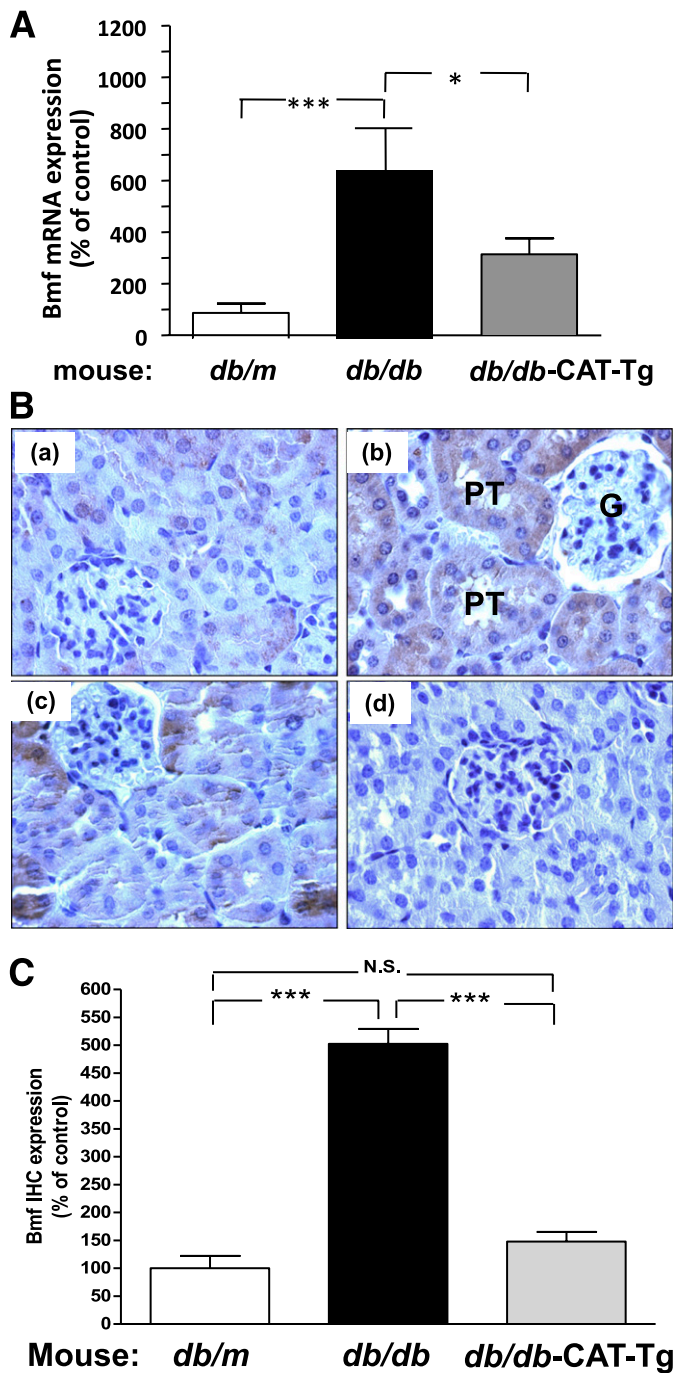 A
Bmf mRNA expression
(% of control)
1200
1000
800
600
400
200
0
***
*
mouse: db/m db/db db/db-CAT-Tg
B
(a)
(b)
PT
G
PT
(c)
(d)
C
Bmf IHC expression
(% of control)
600
550
500
450
400
350
300
250
200
150
100
50
0
N.S.
***
***
Mouse: db/m db/db db/db-CAT-Tg